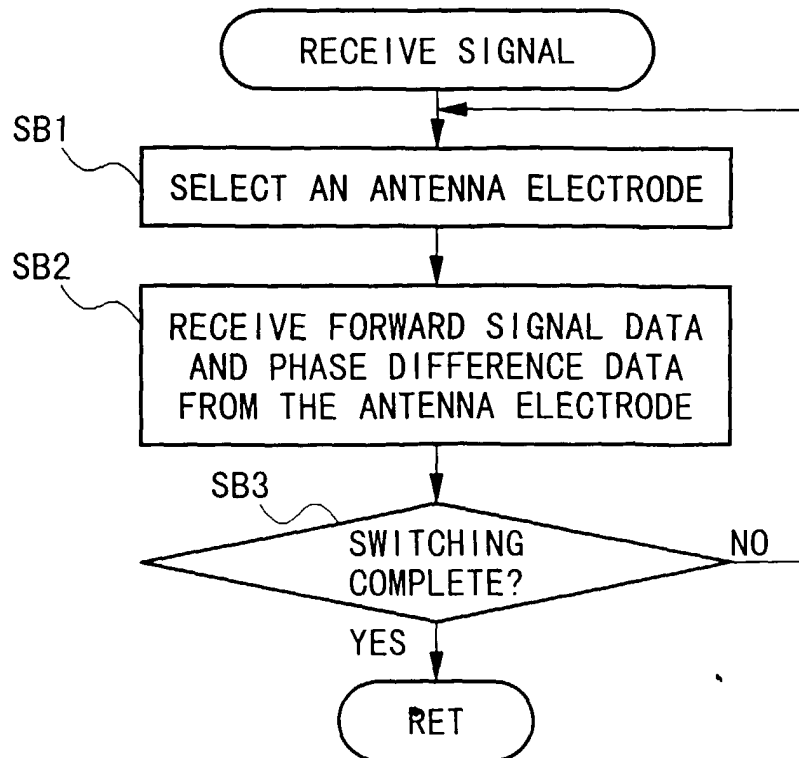 RECEIVE SIGNAL
SB1
SELECT AN ANTENNA ELECTRODE
SB2
RECEIVE FORWARD SIGNAL DATA
AND PHASE DIFFERENCE DATA
FROM THE ANTENNA ELECTRODE
SB3
SWITCHING
COMPLETE?
NO
YES
RET